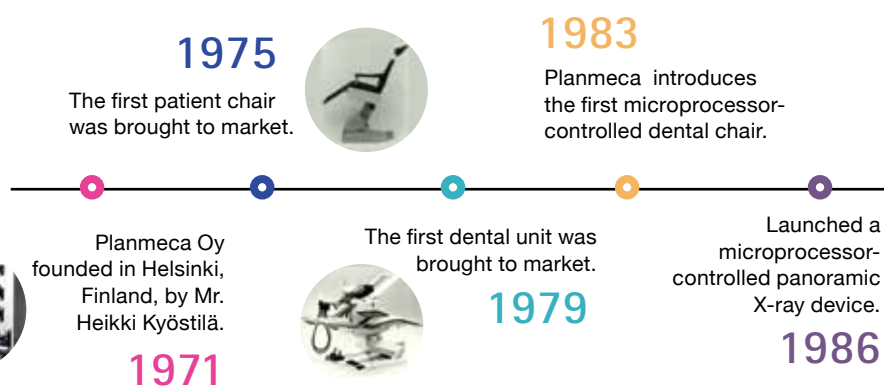 1975
The first patient chair
was brought to market.
1983
Planmeca introduces
the first microprocessor-
controlled dental chair.
Planmeca Oy
founded in Helsinki,
Finland, by Mr.
Heikki Kyöstilä.
1971
The first dental unit was
brought to market.
1979
Launched a
microprocessor-
controlled panoramic
X-ray device.
1986